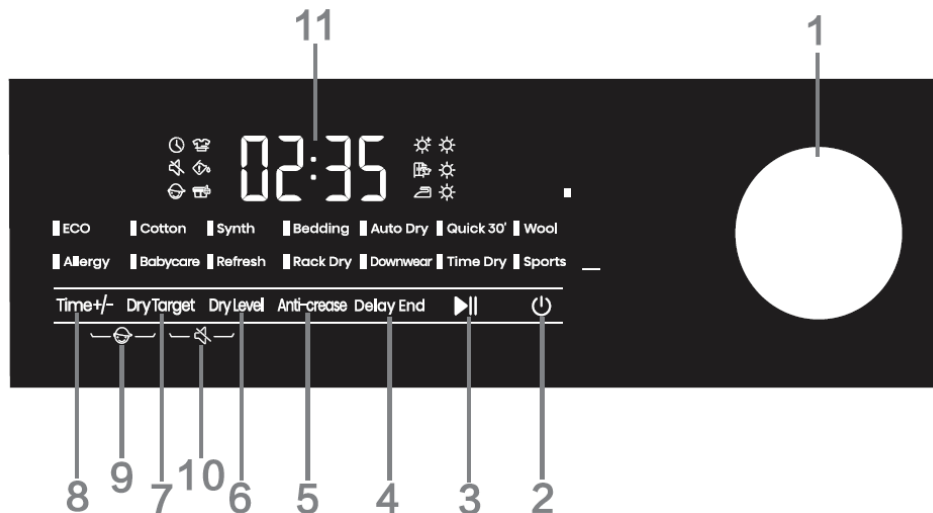 11
1
02:35
ECO Cotton Synth Bedding Auto Dry Quick 30' Wool
Allergy Babycare Refresh Rack Dry Downwear Time Dry Sports
Time+/- Dry Target Dry Level Anti-crease Delay End
9 10
8 7 6 5 4 3 2